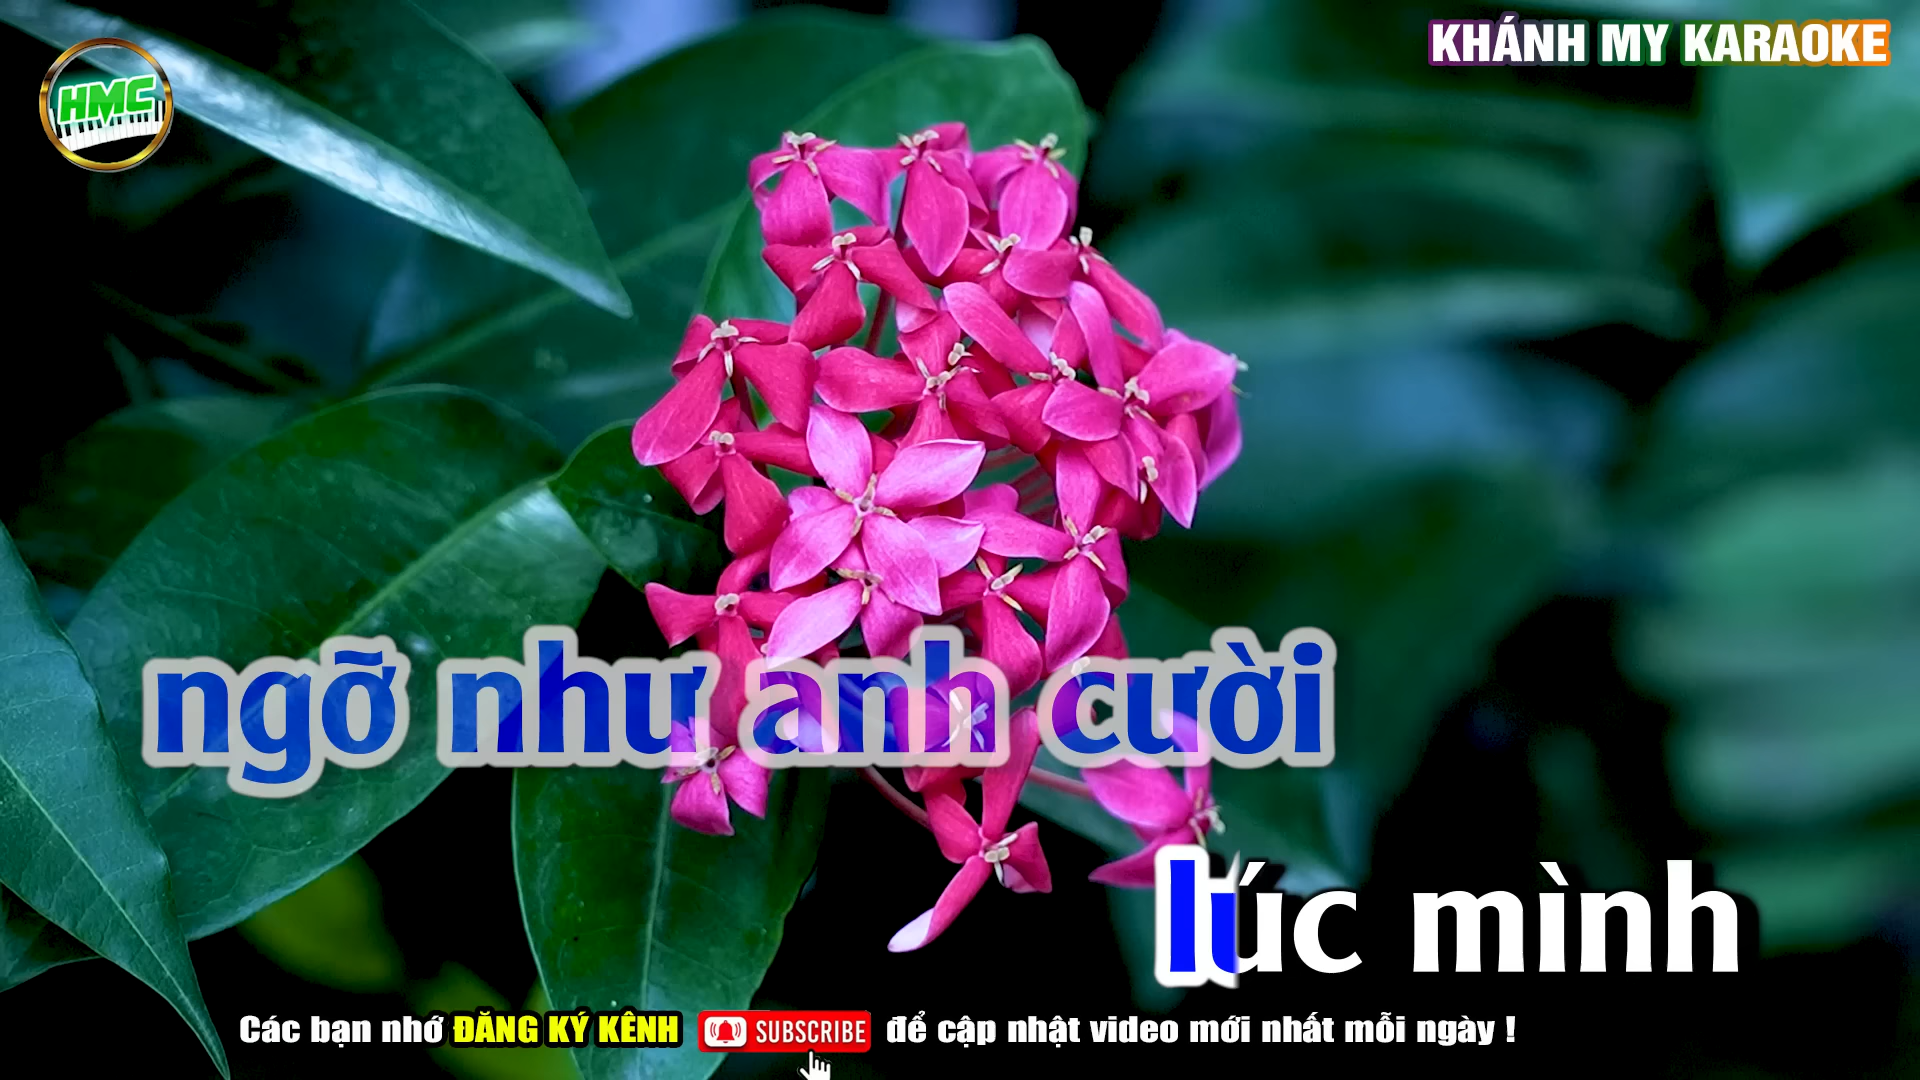 KHÁNH MY KARAOKE
HMC
ngỡ như anh cười
lúc mình
Các bạn nhớ ĐĂNG KÝ KÊNH SUBSCRIBE để cập nhật video mới nhất mỗi ngày !